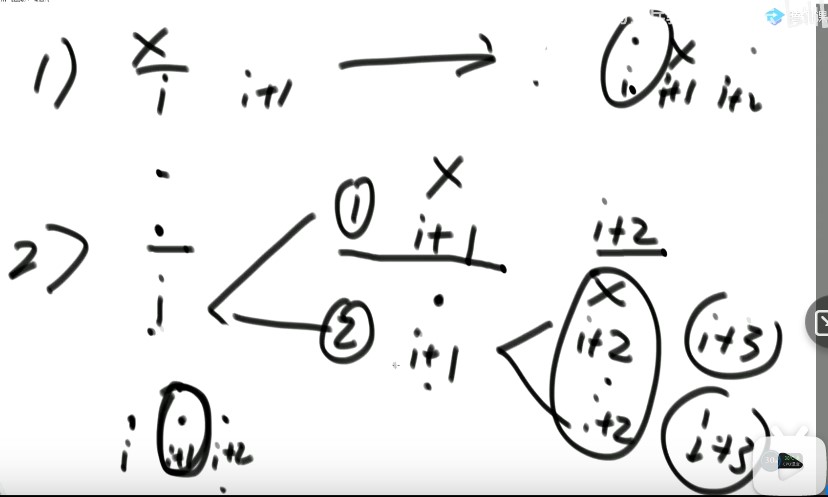 1) X i i+1 → . i X i+1 i+2
2) . i ① X i+1 i+2
② . i+1 X i+2 i+3
. i+2 i+3
i . i+1 i+2